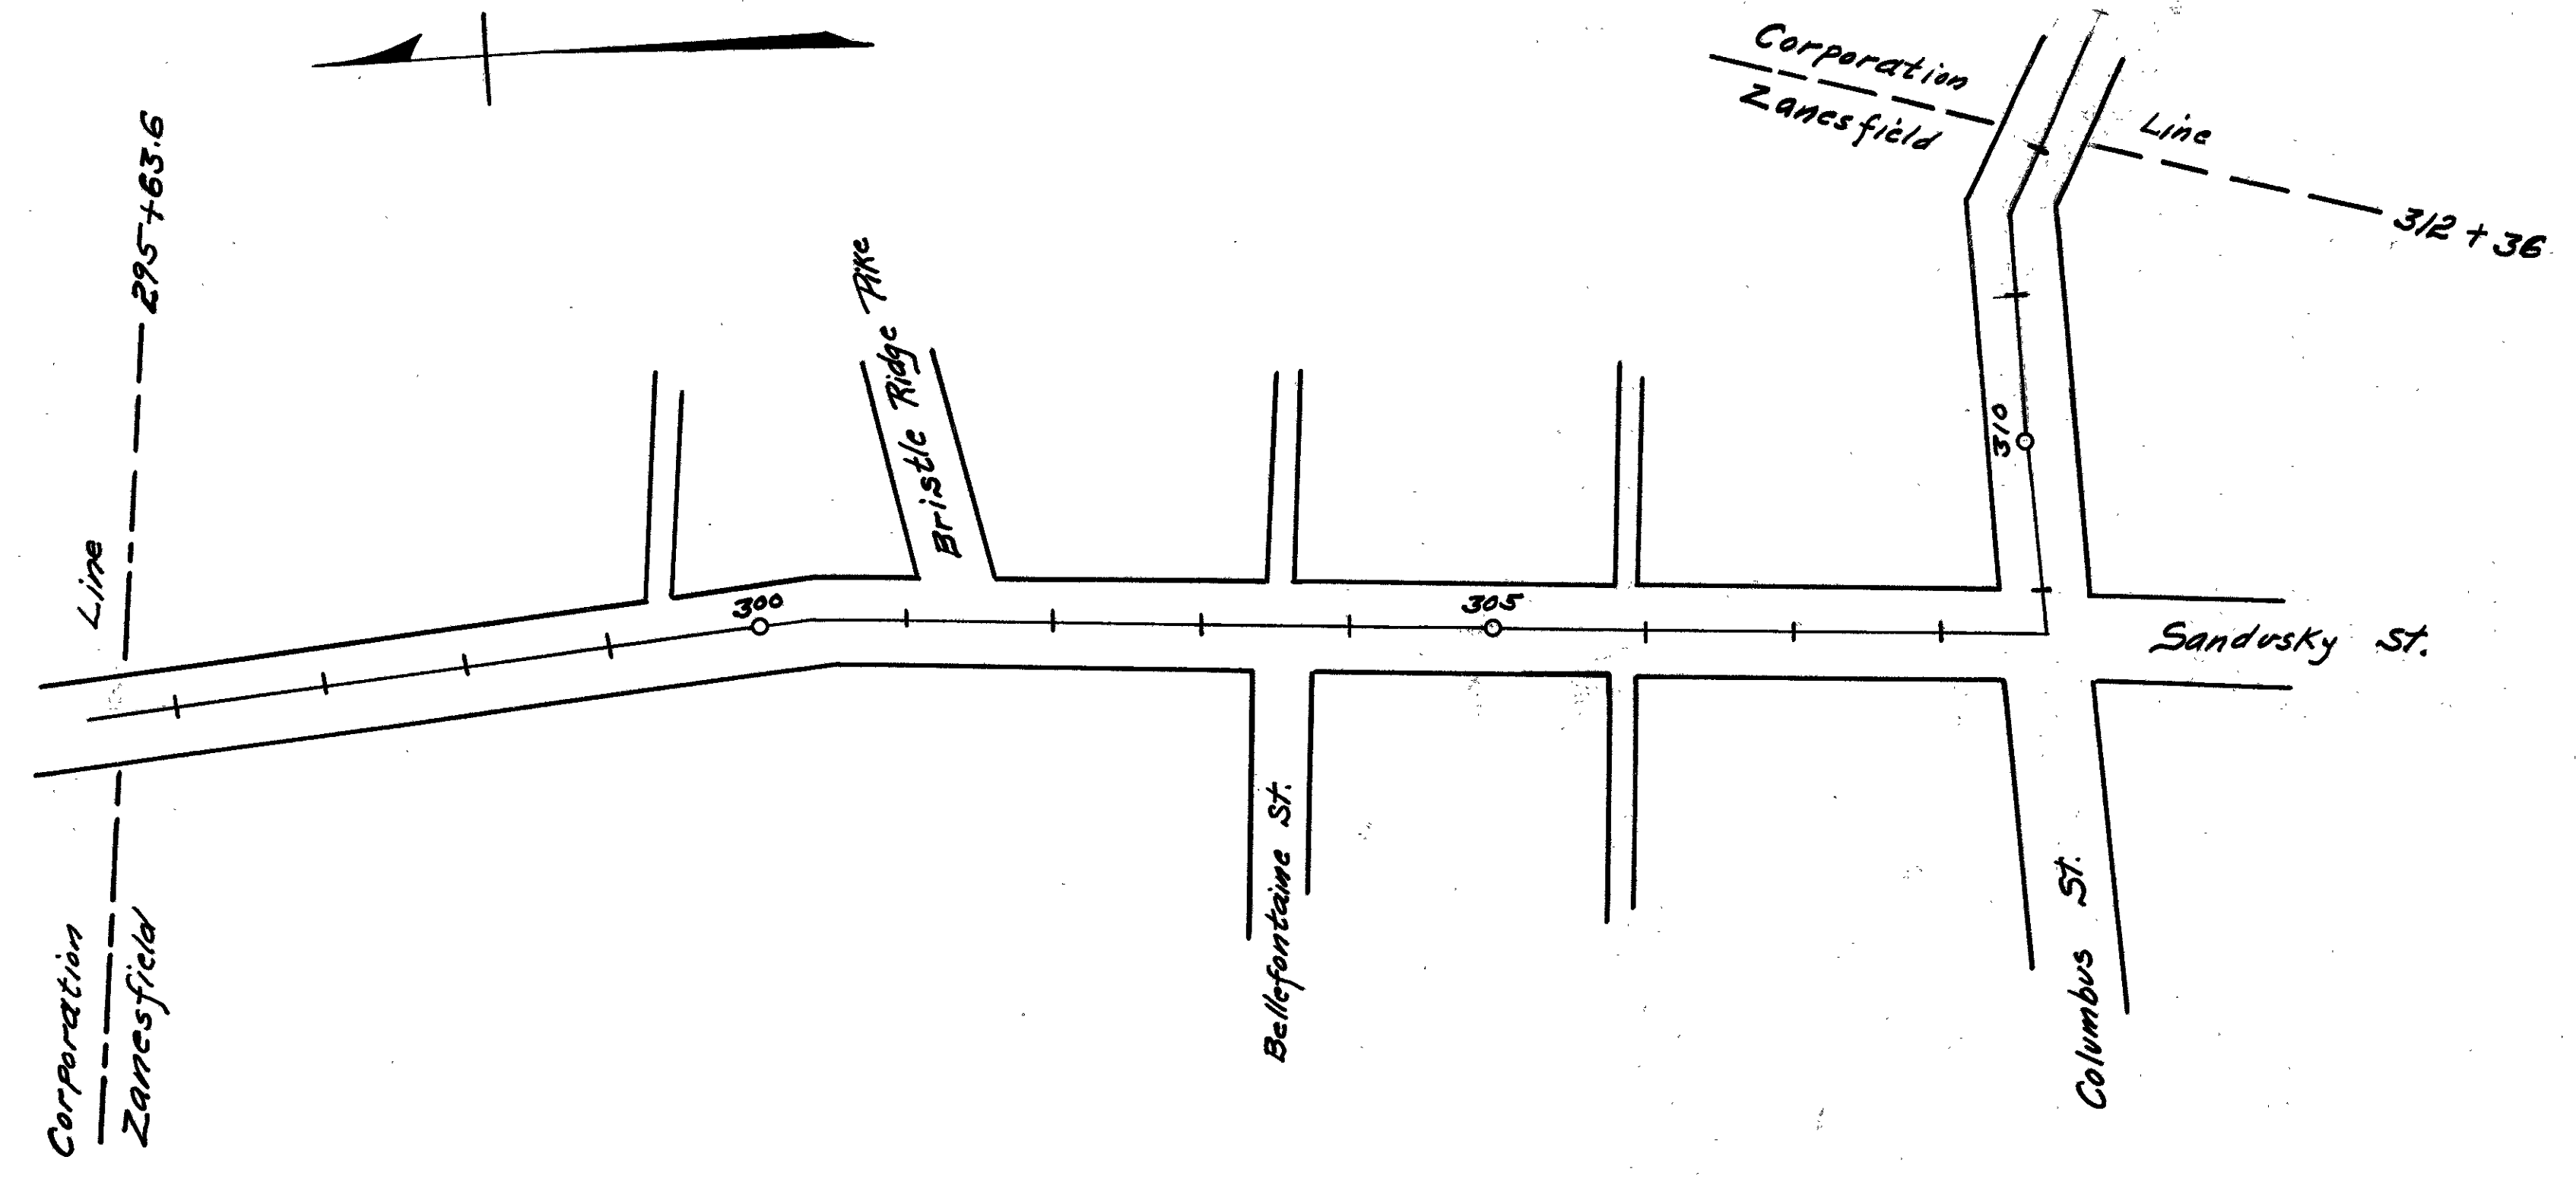 Corporation Line
Zanesfield
295+63.6
Bristle Ridge Pike
300
305
310
Corporation Line
Zanesfield
312 + 36
Sandusky St.
Bellefontaine St.
Columbus St.